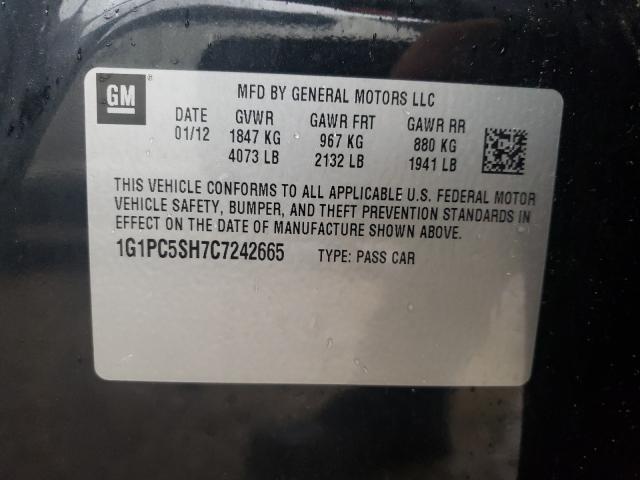 GM
MFD BY GENERAL MOTORS LLC
DATE GVWR GAWR FRT GAWR RR
01/12 1847 KG 967 KG 880 KG
4073 LB 2132 LB 1941 LB
THIS VEHICLE CONFORMS TO ALL APPLICABLE U.S. FEDERAL MOTOR
VEHICLE SAFETY, BUMPER, AND THEFT PREVENTION STANDARDS IN
EFFECT ON THE DATE OF MANUFACTURE SHOWN ABOVE.
1G1PC5SH7C7242665 TYPE: PASS CAR